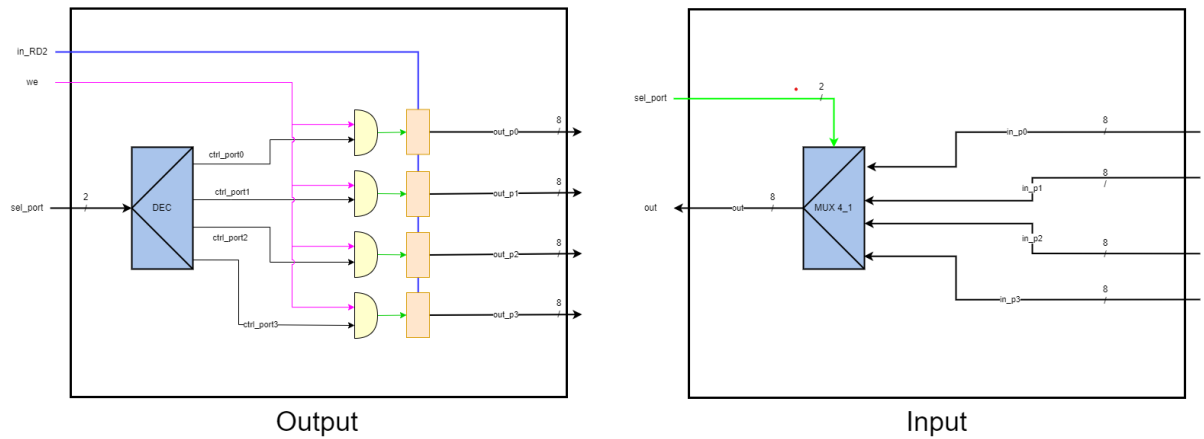 in_RD2
we
8
out_p0
ctrl_port0
8
out_p1
ctrl_port1
sel_port
2
DEC
ctrl_port2
8
out_p2
8
out_p3
ctrl_port3
Output
sel_port
2
8
in_p0
8
in_p1
out
out
8
MUX 4_1
in_p2
8
8
in_p3
Input